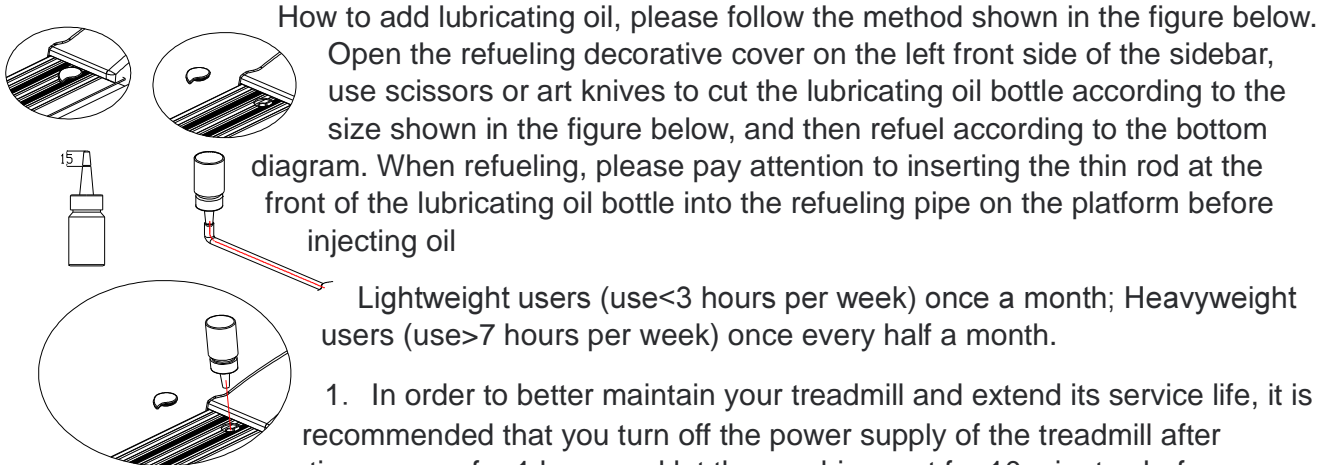 How to add lubricating oil, please follow the method shown in the figure below.
Open the refueling decorative cover on the left front side of the sidebar,
use scissors or art knives to cut the lubricating oil bottle according to the
size shown in the figure below, and then refuel according to the bottom
15
diagram. When refueling, please pay attention to inserting the thin rod at the
front of the lubricating oil bottle into the refueling pipe on the platform before
injecting oil
Lightweight users (use<3 hours per week) once a month; Heavyweight
users (use>7 hours per week) once every half a month.
1. In order to better maintain your treadmill and extend its service life, it is
recommended that you turn off the power supply of the treadmill after